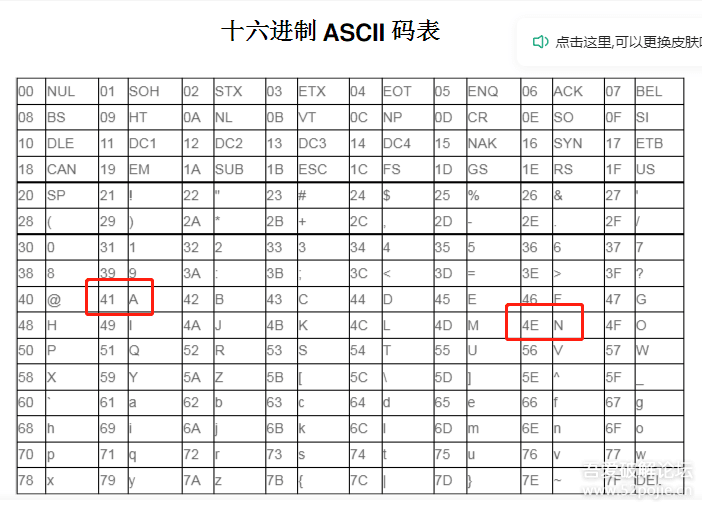 十六进制 ASCII 码表
点击这里,可以更换皮肤
00 NUL 01 SOH 02 STX 03 ETX 04 EOT 05 ENQ 06 ACK 07 BEL
08 BS 09 HT 0A NL 0B VT 0C NP 0D CR 0E SO 0F SI
10 DLE 11 DC1 12 DC2 13 DC3 14 DC4 15 NAK 16 SYN 17 ETB
18 CAN 19 EM 1A SUB 1B ESC 1C FS 1D GS 1E RS 1F US
20 SP 21 ! 22 " 23 # 24 $ 25 % 26 & 27 '
28 ( 29 ) 2A * 2B + 2C , 2D - 2E . 2F /
30 0 31 1 32 2 33 3 34 4 35 5 36 6 37 7
38 8 39 9 3A : 3B ; 3C < 3D = 3E > 3F ?
40 @ 41 A 42 B 43 C 44 D 45 E 46 F 47 G
48 H 49 I 4A J 4B K 4C L 4D M 4E N 4F O
50 P 51 Q 52 R 53 S 54 T 55 U 56 V 57 W
58 X 59 Y 5A Z 5B [ 5C \ 5D ] 5E ^ 5F _
60 ` 61 a 62 b 63 c 64 d 65 e 66 f 67 g
68 h 69 i 6A j 6B k 6C l 6D m 6E n 6F o
70 p 71 q 72 r 73 s 74 t 75 u 76 v 77 w
78 x 79 y 7A z 7B { 7C | 7D } 7E ~ 7F DEL
吾爱破解论坛
www.52pojie.cn